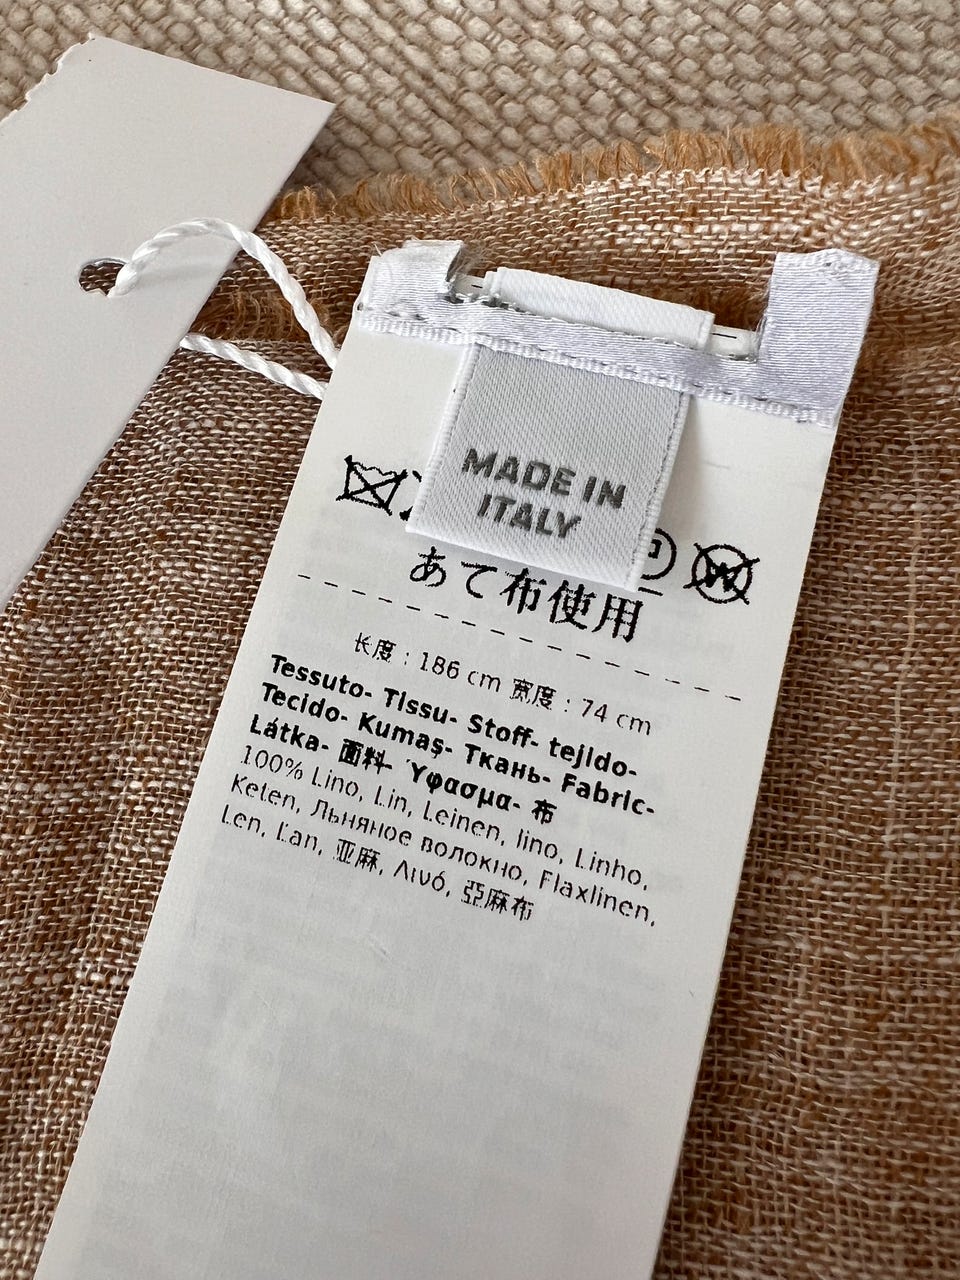 MADE IN
ITALY
P W
あて布使用
长度 : 186 cm 宽度 : 74 cm
Tessuto- Tissu- Stoff- tejido-
Tecido- Kumaş- Ткань- Fabric-
Látka- 面料- Ύφασμα- 布
100% Lino, Lin, Leinen, lino, Linho,
Keten, Льняное волокно, Flaxlinen,
Len, Ľan, 亚麻, Λινό, 亞麻布